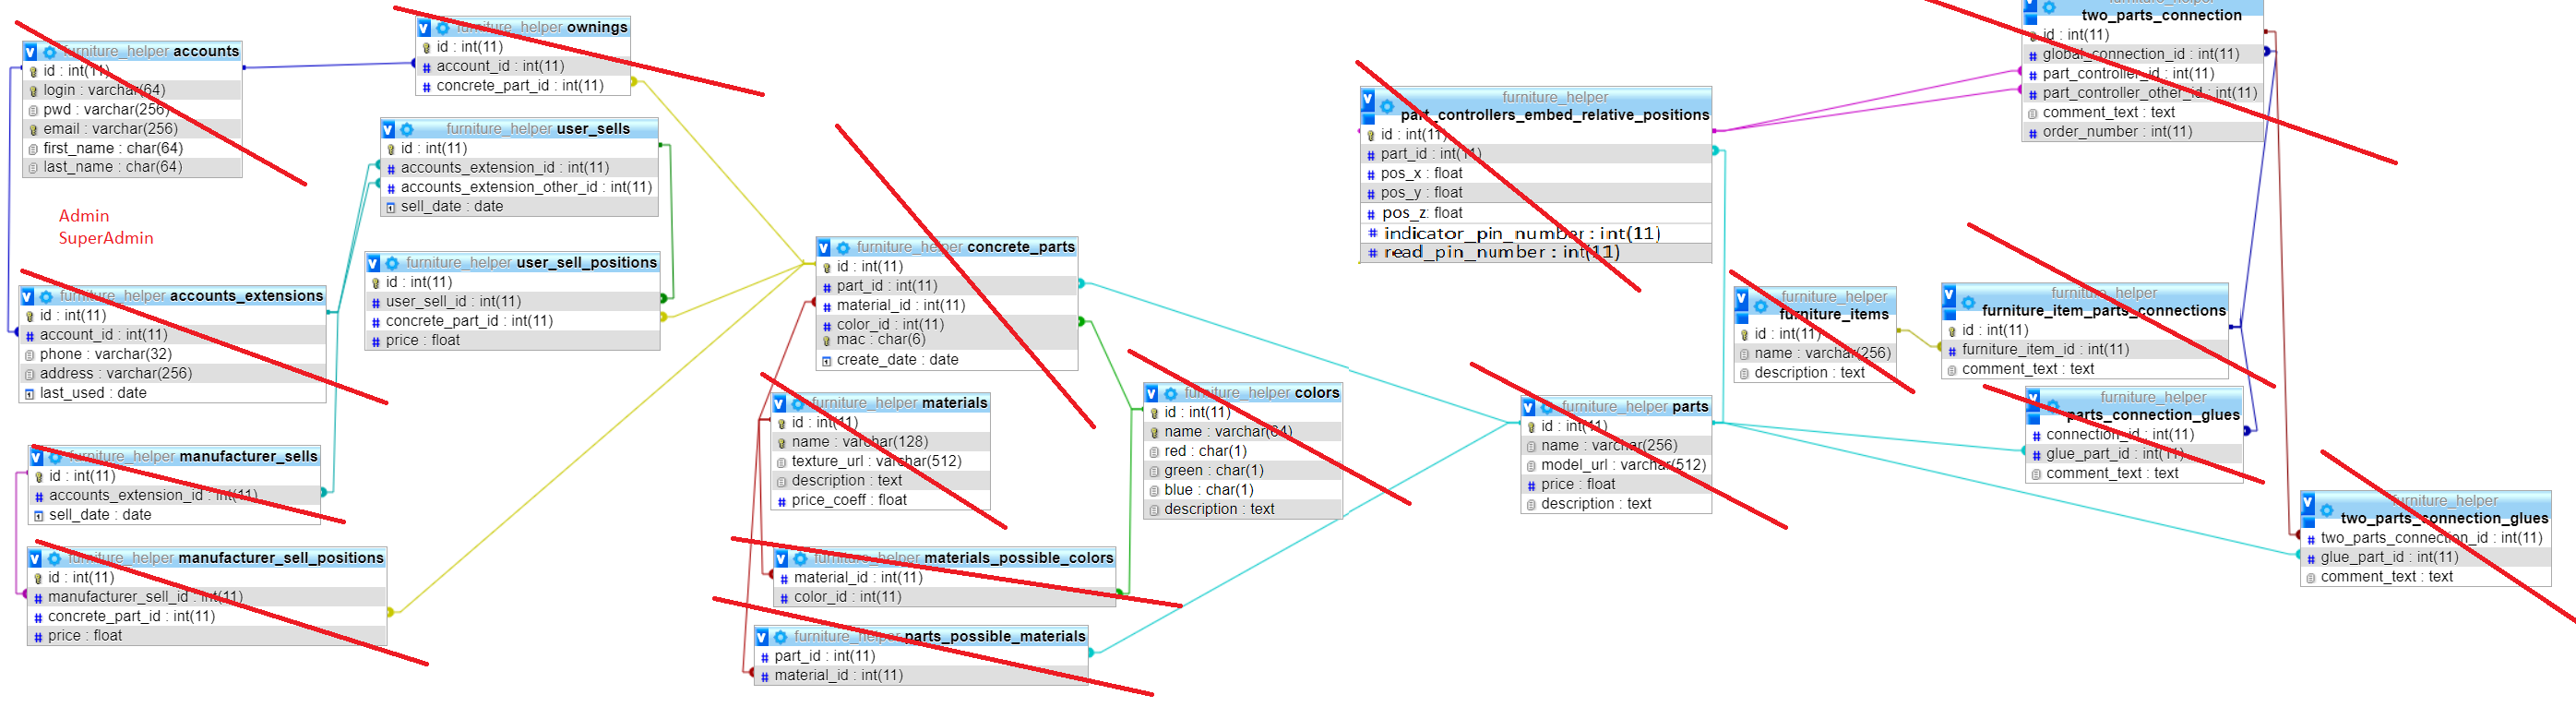 furniture_helper accounts
id : int(11)
login : varchar(64)
pwd : varchar(256)
email : varchar(256)
first_name : char(64)
last_name : char(64)
Admin
SuperAdmin
furniture_helper ownings
id : int(11)
account_id : int(11)
concrete_part_id : int(11)
furniture_helper user_sells
id : int(11)
accounts_extension_id : int(11)
accounts_extension_other_id : int(11)
sell_date : date
furniture_helper user_sell_positions
id : int(11)
user_sell_id : int(11)
concrete_part_id : int(11)
price : float
furniture_helper accounts_extensions
id : int(11)
account_id : int(11)
phone : varchar(32)
address : varchar(256)
last_used : date
furniture_helper manufacturer_sells
id : int(11)
accounts_extension_id : int(11)
sell_date : date
furniture_helper manufacturer_sell_positions
id : int(11)
manufacturer_sell_id : int(11)
concrete_part_id : int(11)
price : float
furniture_helper concrete_parts
id : int(11)
part_id : int(11)
material_id : int(11)
color_id : int(11)
mac : char(6)
create_date : date
furniture_helper materials
id : int(11)
name : varchar(128)
texture_url : varchar(512)
description : text
price_coeff : float
furniture_helper colors
id : int(11)
name : varchar(64)
red : char(1)
green : char(1)
blue : char(1)
description : text
furniture_helper materials_possible_colors
material_id : int(11)
color_id : int(11)
furniture_helper parts_possible_materials
part_id : int(11)
material_id : int(11)
furniture_helper
part_controllers_embed_relative_positions
id : int(11)
part_id : int(11)
pos_x : float
pos_y : float
pos_z: float
indicator_pin_number : int(11)
read_pin_number : int(11)
furniture_helper parts
id : int(11)
name : varchar(256)
model_url : varchar(512)
price : float
description : text
furniture_helper
furniture_items
id : int(11)
name : varchar(256)
description : text
furniture_helper
two_parts_connection
id : int(11)
global_connection_id : int(11)
part_controller_id : int(11)
part_controller_other_id : int(11)
comment_text : text
order_number : int(11)
furniture_helper
furniture_item_parts_connections
id : int(11)
furniture_item_id : int(11)
comment_text : text
furniture_helper
parts_connection_glues
connection_id : int(11)
glue_part_id : int(11)
comment_text : text
furniture_helper
two_parts_connection_glues
two_parts_connection_id : int(11)
glue_part_id : int(11)
comment_text : text